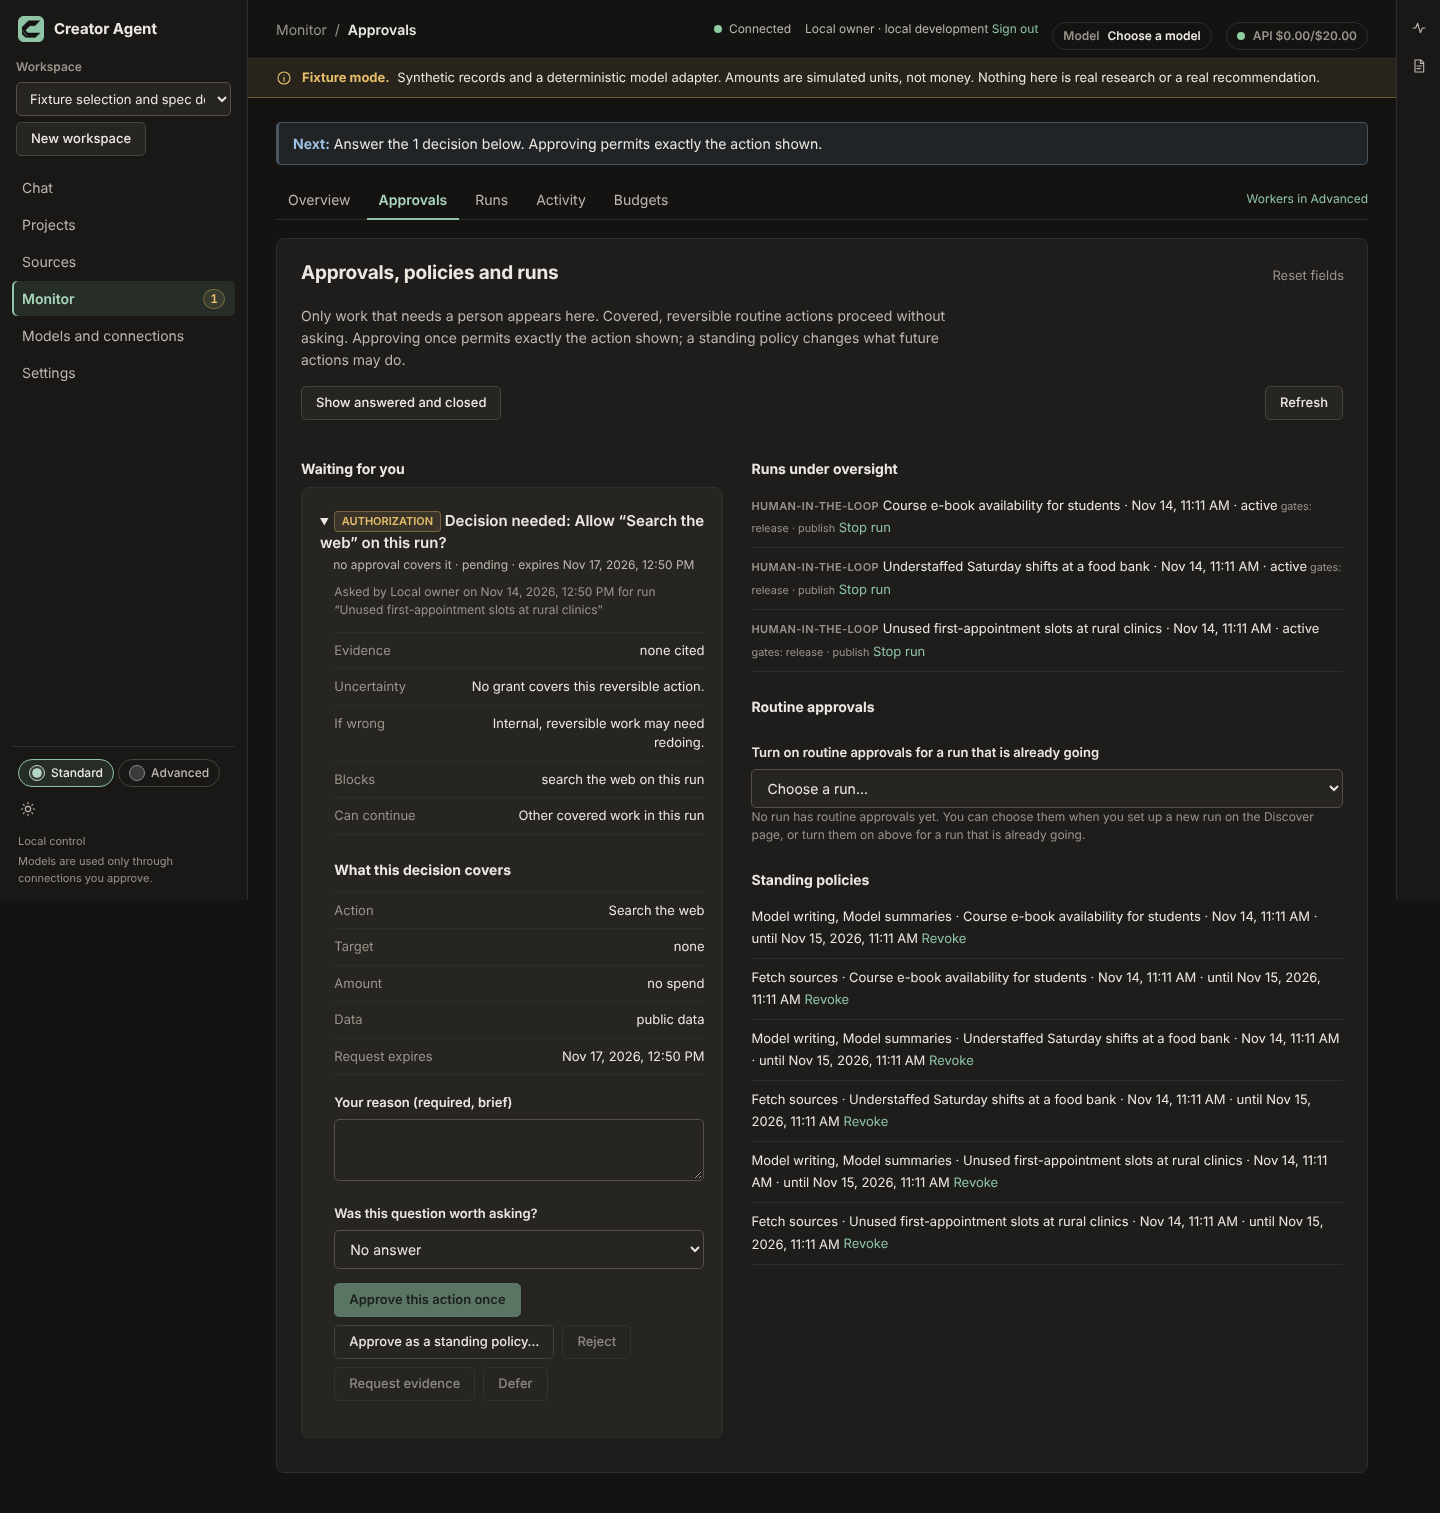 Creator Agent
Workspace
Fixture selection and spec de
New workspace
Chat
Projects
Sources
Monitor 1
Models and connections
Settings
Standard Advanced
Local control
Models are used only through
connections you approve.
Monitor / Approvals
Connected Local owner · local development Sign out Model Choose a model API $0.00/$20.00
Fixture mode. Synthetic records and a deterministic model adapter. Amounts are simulated units, not money. Nothing here is real research or a real recommendation.
Next: Answer the 1 decision below. Approving permits exactly the action shown.
Overview Approvals Runs Activity Budgets Workers in Advanced
Approvals, policies and runs
Reset fields
Only work that needs a person appears here. Covered, reversible routine actions proceed without
asking. Approving once permits exactly the action shown; a standing policy changes what future
actions may do.
Show answered and closed
Refresh
Waiting for you
AUTHORIZATION Decision needed: Allow “Search the
web” on this run?
no approval covers it · pending · expires Nov 17, 2026, 12:50 PM
Asked by Local owner on Nov 14, 2026, 12:50 PM for run
“Unused first-appointment slots at rural clinics”
Evidence none cited
Uncertainty No grant covers this reversible action.
If wrong Internal, reversible work may need
redoing.
Blocks search the web on this run
Can continue Other covered work in this run
What this decision covers
Action Search the web
Target none
Amount no spend
Data public data
Request expires Nov 17, 2026, 12:50 PM
Your reason (required, brief)
Was this question worth asking?
No answer
Approve this action once
Approve as a standing policy... Reject
Request evidence Defer
Runs under oversight
HUMAN-IN-THE-LOOP Course e-book availability for students · Nov 14, 11:11 AM · active gates:
release · publish Stop run
HUMAN-IN-THE-LOOP Understaffed Saturday shifts at a food bank · Nov 14, 11:11 AM · active gates:
release · publish Stop run
HUMAN-IN-THE-LOOP Unused first-appointment slots at rural clinics · Nov 14, 11:11 AM · active
gates: release · publish Stop run
Routine approvals
Turn on routine approvals for a run that is already going
Choose a run...
No run has routine approvals yet. You can choose them when you set up a new run on the Discover
page, or turn them on above for a run that is already going.
Standing policies
Model writing, Model summaries · Course e-book availability for students · Nov 14, 11:11 AM ·
until Nov 15, 2026, 11:11 AM Revoke
Fetch sources · Course e-book availability for students · Nov 14, 11:11 AM · until Nov 15, 2026,
11:11 AM Revoke
Model writing, Model summaries · Understaffed Saturday shifts at a food bank · Nov 14, 11:11 AM
· until Nov 15, 2026, 11:11 AM Revoke
Fetch sources · Understaffed Saturday shifts at a food bank · Nov 14, 11:11 AM · until Nov 15,
2026, 11:11 AM Revoke
Model writing, Model summaries · Unused first-appointment slots at rural clinics · Nov 14, 11:11
AM · until Nov 15, 2026, 11:11 AM Revoke
Fetch sources · Unused first-appointment slots at rural clinics · Nov 14, 11:11 AM · until Nov 15,
2026, 11:11 AM Revoke